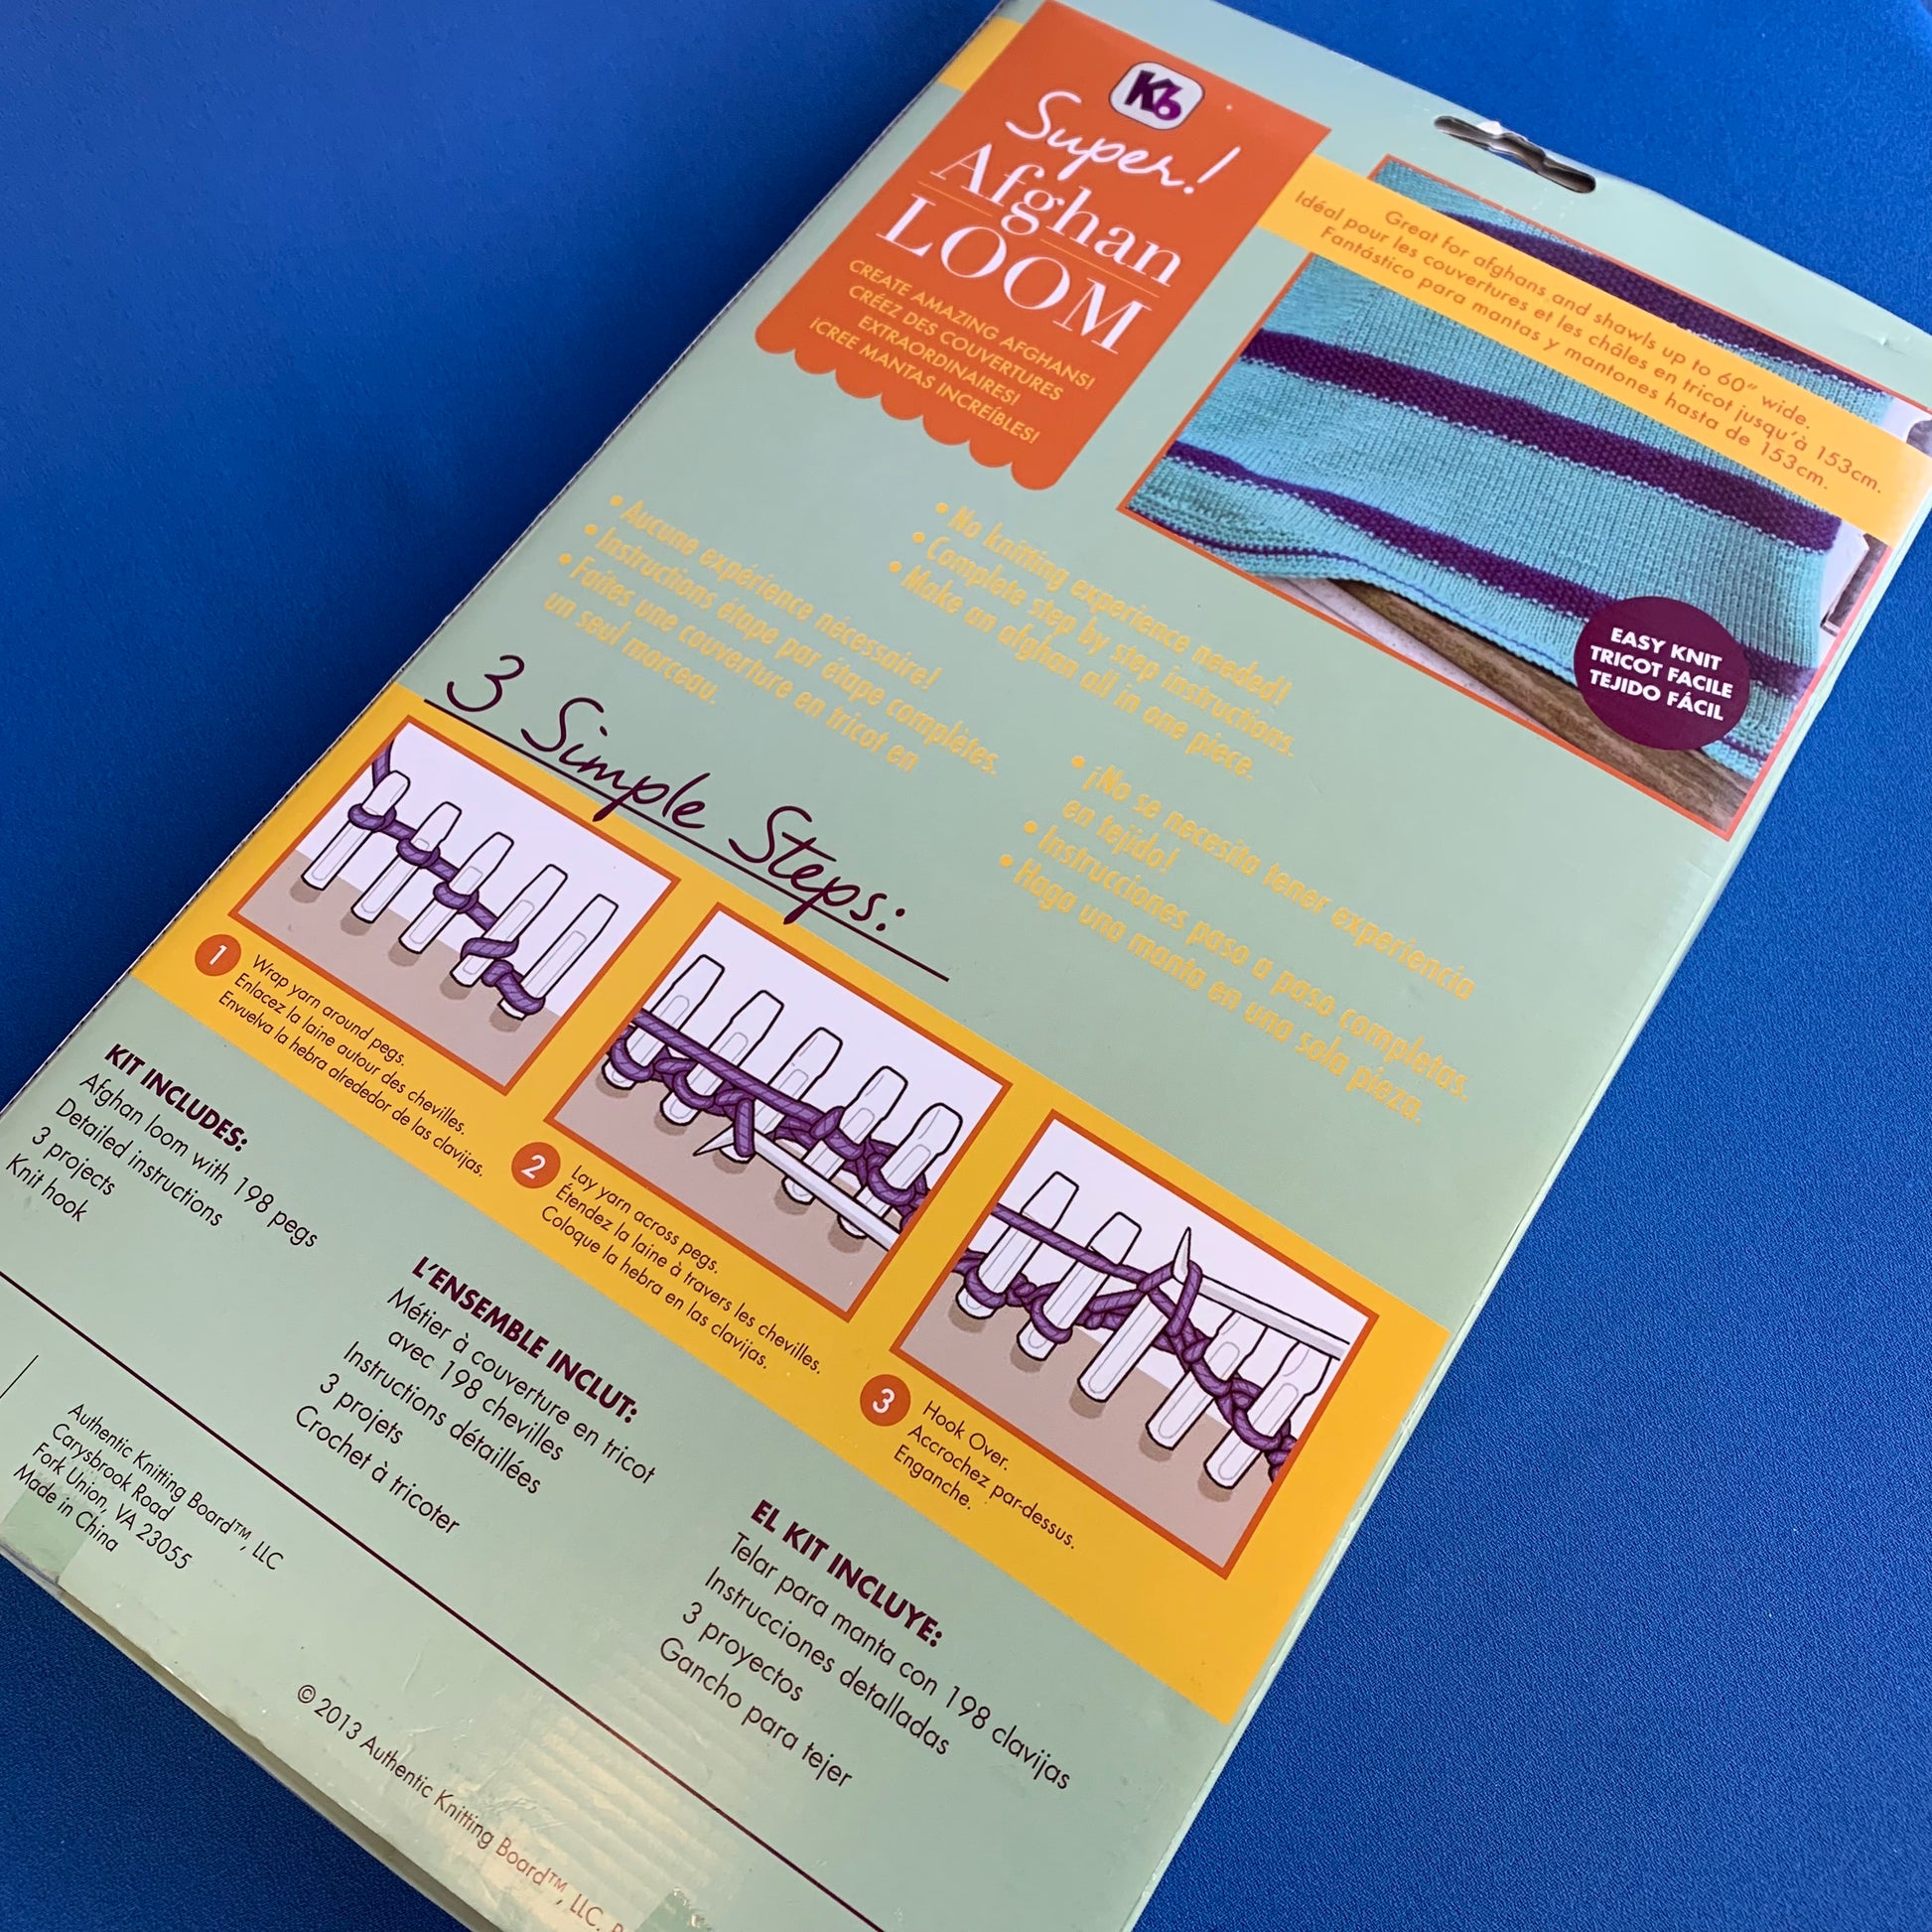 Kb
Super!
Afghan
LOOM
CREATE AMAZING AFGHANS!
CRÉEZ DES COUVERTURES
EXTRAORDINAIRES!
¡CREE MANTAS INCREÍBLES!
Great for afghans and shawls up to 60" wide.
Idéal pour les couvertures et les châles en tricot jusqu'à 153cm.
Fantástico para mantas y mantones hasta de 153cm.
EASY KNIT
TRICOT FACILE
TEJIDO FÁCIL
• No knitting experience needed!
• Complete step by step instructions.
• Make an afghan all in one piece.
• Aucune expérience nécessaire!
• Instructions étape par étape complètes.
• Faites une couverture en tricot en
un seul morceau.
• ¡No se necesita tener experiencia
en tejido!
• Instrucciones paso a paso completas.
• Haga una manta en una sola pieza.
3 Simple Steps:
1
Wrap yarn around pegs.
Enlacez la laine autour des chevilles.
Envuelva la hebra alrededor de las clavijas.
2
Lay yarn across pegs.
Étendez la laine à travers les chevilles.
Coloque la hebra en las clavijas.
3
Hook Over.
Accrochez par-dessus.
Enganche.
KIT INCLUDES:
Afghan loom with 198 pegs
Detailed instructions
3 projects
Knit hook
L'ENSEMBLE INCLUT:
Métier à couverture en tricot
avec 198 chevilles
Instructions détaillées
3 projets
Crochet à tricoter
EL KIT INCLUYE:
Telar para manta con 198 clavijas
Instrucciones detalladas
3 proyectos
Gancho para tejer
Authentic Knitting Board™, LLC
Carysbrook Road
Fork Union, VA 23055
Made in China
© 2013 Authentic Knitting Board™, LLC.